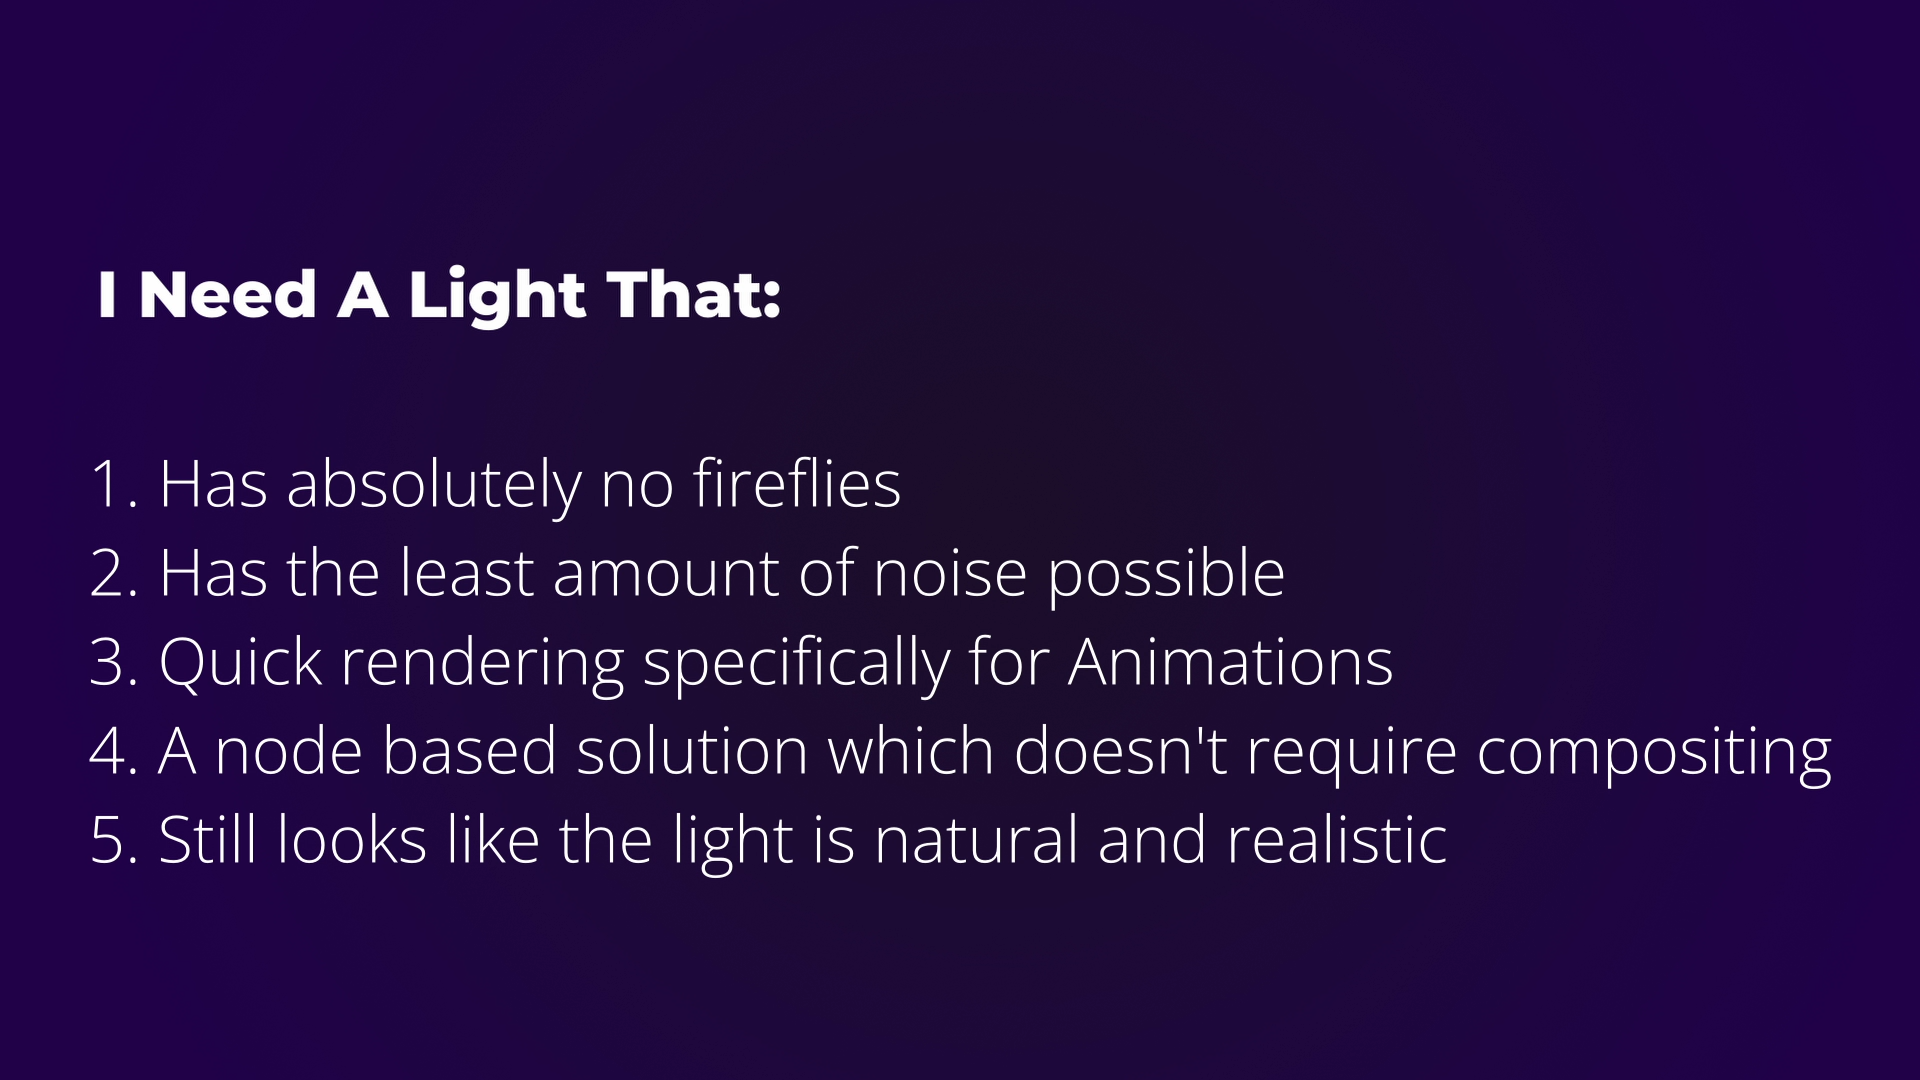 I Need A Light That:
1. Has absolutely no fireflies
2. Has the least amount of noise possible
3. Quick rendering specifically for Animations
4. A node based solution which doesn't require compositing
5. Still looks like the light is natural and realistic